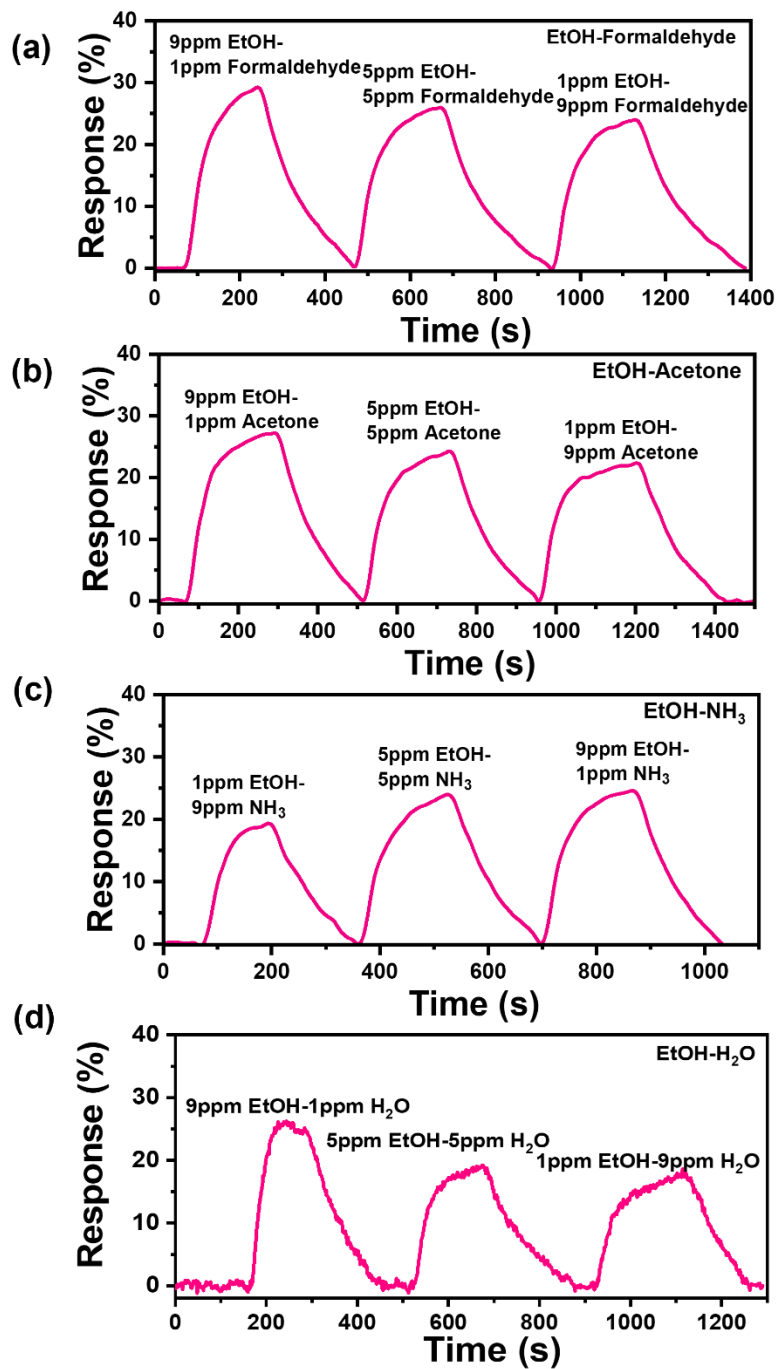 (a)
EtOH-Formaldehyde
9ppm EtOH-
1ppm Formaldehyde
5ppm EtOH-
5ppm Formaldehyde
1ppm EtOH-
9ppm Formaldehyde
Response (%)
40
30
20
10
0
0 200 400 600 800 1000 1200 1400
Time (s)
(b)
EtOH-Acetone
9ppm EtOH-
1ppm Acetone
5ppm EtOH-
5ppm Acetone
1ppm EtOH-
9ppm Acetone
Response (%)
40
30
20
10
0
0 200 400 600 800 1000 1200 1400
Time (s)
(c)
EtOH-NH₃
1ppm EtOH-
9ppm NH₃
5ppm EtOH-
5ppm NH₃
9ppm EtOH-
1ppm NH₃
Response (%)
40
30
20
10
0
0 200 400 600 800 1000
Time (s)
(d)
EtOH-H₂O
9ppm EtOH-1ppm H₂O
5ppm EtOH-5ppm H₂O
1ppm EtOH-9ppm H₂O
Response (%)
40
30
20
10
0
0 200 400 600 800 1000 1200
Time (s)